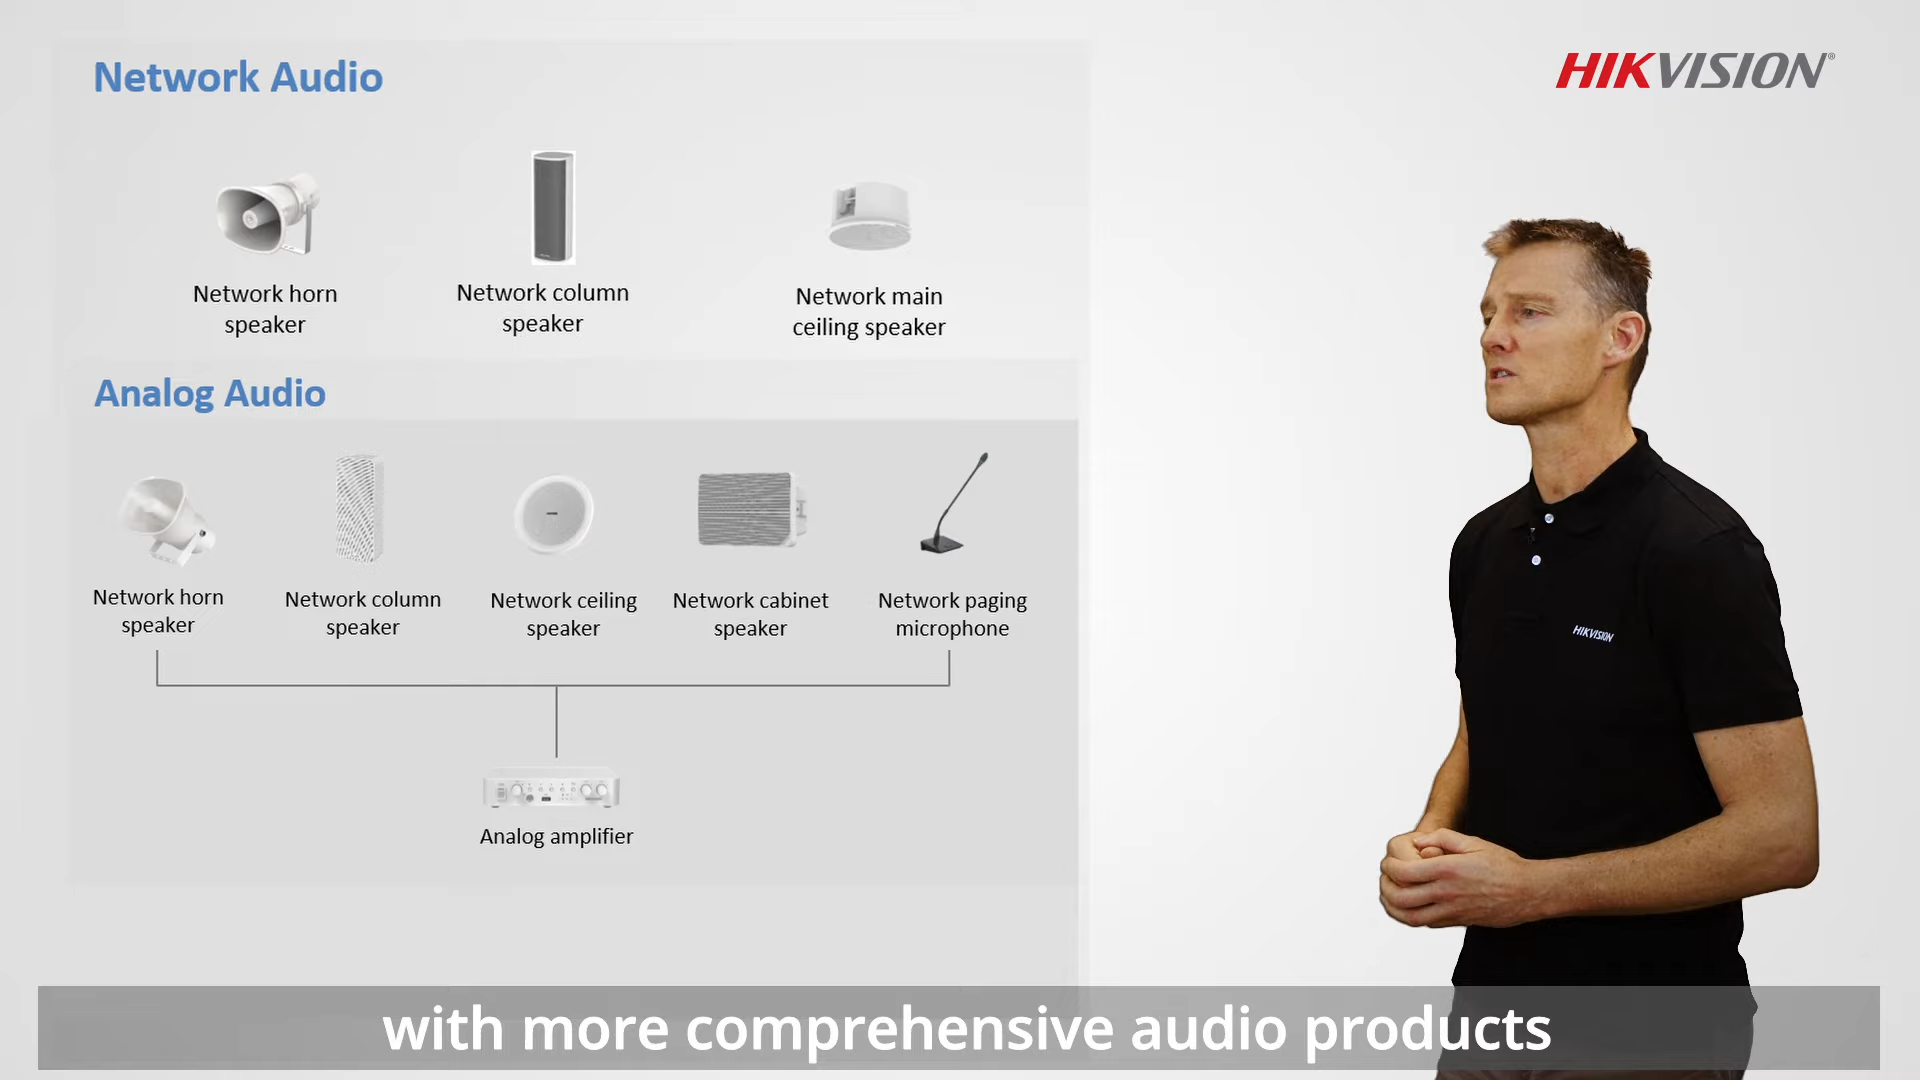 Network Audio
HIKVISION®
Network horn
speaker
Network column
speaker
Network main
ceiling speaker
Analog Audio
Network horn
speaker
Network column
speaker
Network ceiling
speaker
Network cabinet
speaker
Network paging
microphone
HIKVISION
Analog amplifier
with more comprehensive audio products